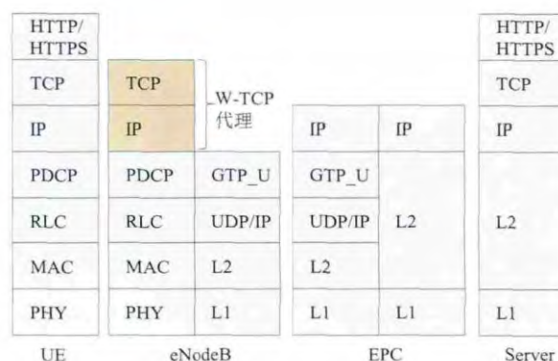 HTTP/
HTTPS
TCP
IP
PDCP
RLC
MAC
PHY
UE
TCP
IP
W-TCP
代理
PDCP
GTP_U
RLC
UDP/IP
MAC
L2
PHY
L1
eNodeB
IP
IP
GTP_U
UDP/IP
L2
L2
L1
L1
EPC
HTTP/
HTTPS
TCP
IP
L2
L1
Server